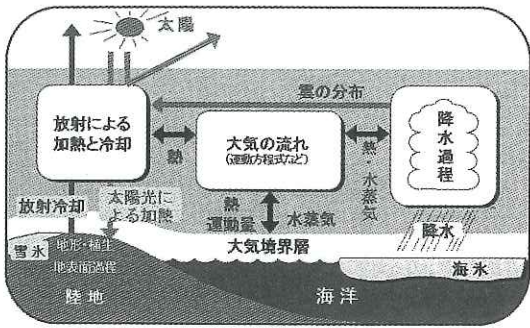 太陽
雲の分布
放射による
加熱と冷却
大気の流れ
(運動方程式など)
降水過程
熱
熱・水蒸気
放射冷却
太陽光に
よる加熱
熱
運動量
水蒸気
降水
大気境界層
雪氷
地形・植生
地表面過程
海氷
陸地
海洋